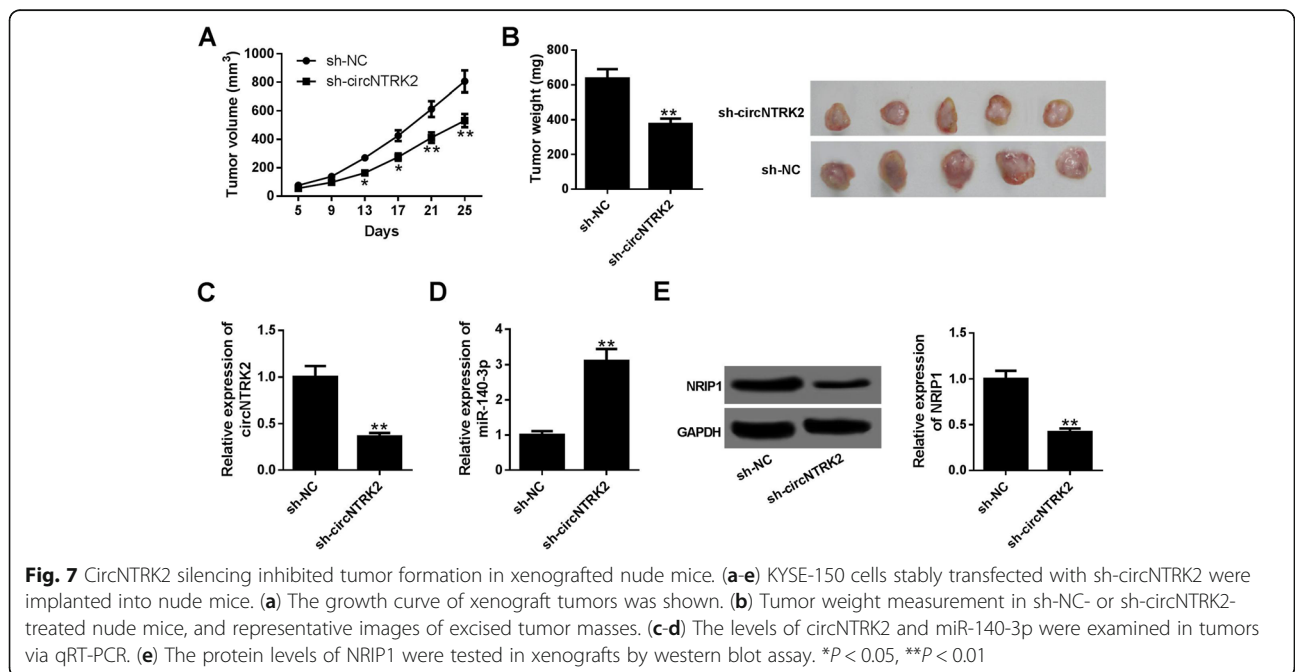 A
Tumor volume (mm³)
1000
800
600
400
200
0
sh-NC
sh-circNTRK2
*
*
**
**
5 9 13 17 21 25
Days
B
Tumor weight (mg)
800
600
400
200
0
**
sh-NC
sh-circNTRK2
sh-circNTRK2
sh-NC
C
Relative expression of
circNTRK2
1.5
1.0
0.5
0.0
**
sh-NC
sh-circNTRK2
D
Relative expression of
miR-140-3p
4
3
2
1
0
**
sh-NC
sh-circNTRK2
E
NRIP1
GAPDH
sh-NC
sh-circNTRK2
Relative expression
of NRIP1
1.5
1.0
0.5
0.0
**
sh-NC
sh-circNTRK2
Fig. 7 CircNTRK2 silencing inhibited tumor formation in xenografted nude mice. (a-e) KYSE-150 cells stably transfected with sh-circNTRK2 were
implanted into nude mice. (a) The growth curve of xenograft tumors was shown. (b) Tumor weight measurement in sh-NC- or sh-circNTRK2-
treated nude mice, and representative images of excised tumor masses. (c-d) The levels of circNTRK2 and miR-140-3p were examined in tumors
via qRT-PCR. (e) The protein levels of NRIP1 were tested in xenografts by western blot assay. *P < 0.05, **P < 0.01